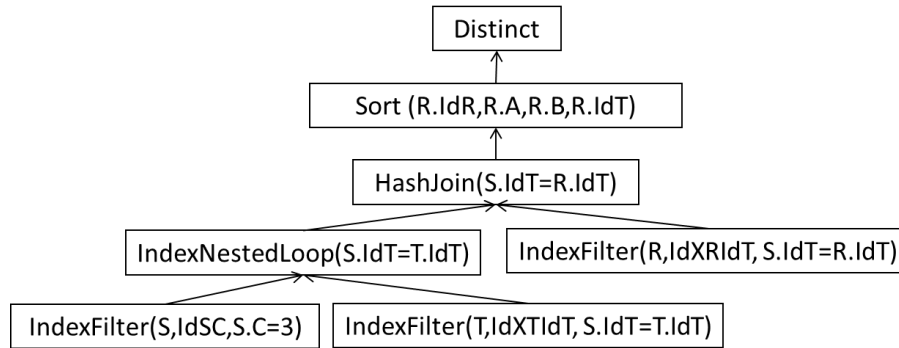 Distinct
Sort (R.IdR,R.A,R.B,R.IdT)
HashJoin(S.IdT=R.IdT)
IndexNestedLoop(S.IdT=T.IdT)
IndexFilter(R,IdXRIdT, S.IdT=R.IdT)
IndexFilter(S,IdSC,S.C=3)
IndexFilter(T,IdXTIdT, S.IdT=T.IdT)